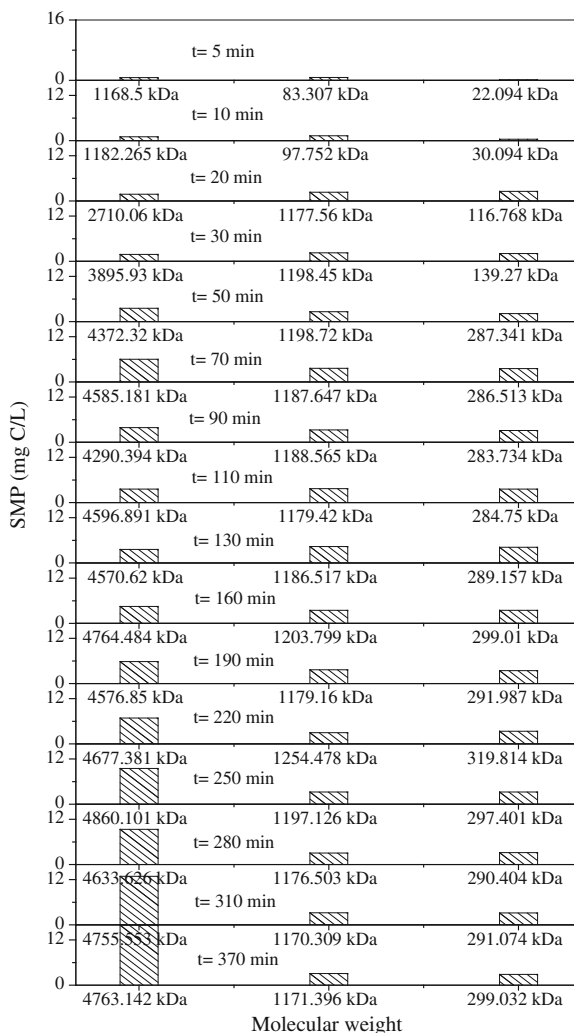 16
t= 5 min
0
1168.5 kDa 83.307 kDa 22.094 kDa
12
t= 10 min
0
1182.265 kDa 97.752 kDa 30.094 kDa
12
t= 20 min
0
2710.06 kDa 1177.56 kDa 116.768 kDa
12
t= 30 min
0
3895.93 kDa 1198.45 kDa 139.27 kDa
12
t= 50 min
0
4372.32 kDa 1198.72 kDa 287.341 kDa
12
t= 70 min
0
4585.181 kDa 1187.647 kDa 286.513 kDa
12
t= 90 min
0
4290.394 kDa 1188.565 kDa 283.734 kDa
12
t= 110 min
0
4596.891 kDa 1179.42 kDa 284.75 kDa
12
t= 130 min
0
4570.62 kDa 1186.517 kDa 289.157 kDa
12
t= 160 min
0
4764.484 kDa 1203.799 kDa 299.01 kDa
12
t= 190 min
0
4576.85 kDa 1179.16 kDa 291.987 kDa
12
t= 220 min
0
4677.381 kDa 1254.478 kDa 319.814 kDa
12
t= 250 min
0
4860.101 kDa 1197.126 kDa 297.401 kDa
12
t= 280 min
0
4633.626 kDa 1176.503 kDa 290.404 kDa
12
t= 310 min
0
4755.553 kDa 1170.309 kDa 291.074 kDa
12
t= 370 min
0
4763.142 kDa 1171.396 kDa 299.032 kDa
SMP (mg C/L)
Molecular weight